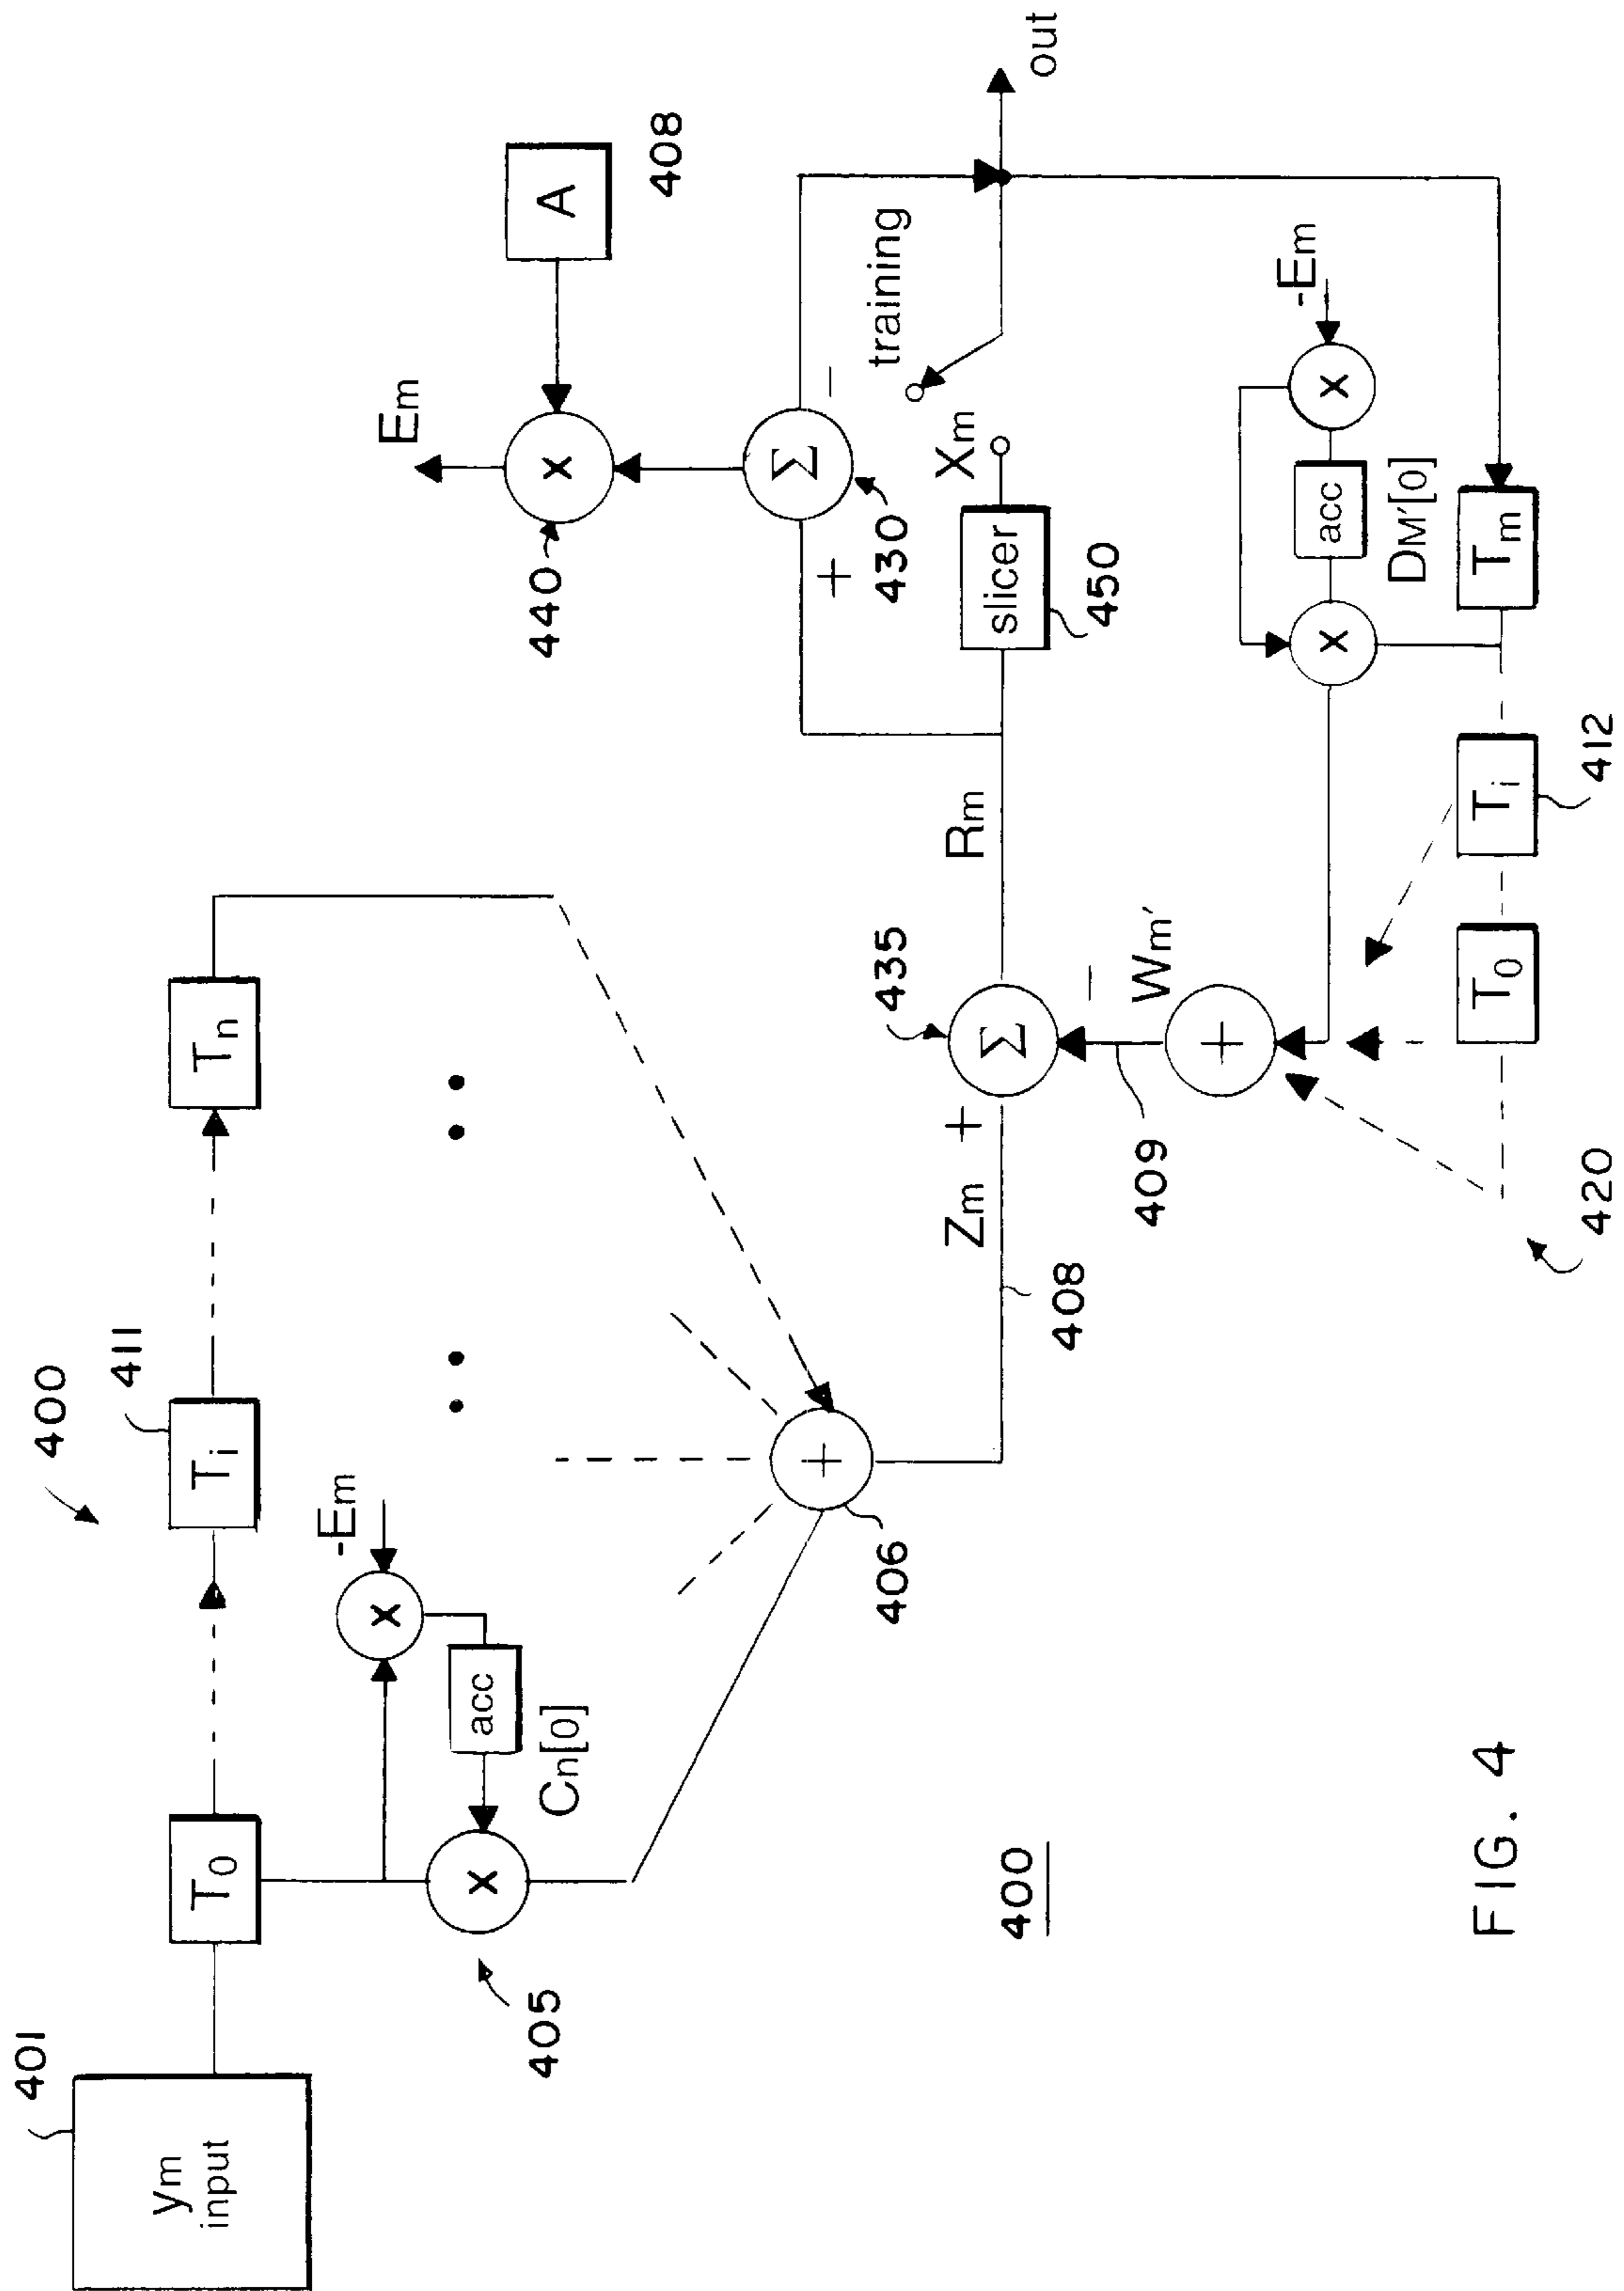 401
ym
input
400
T0
Ti
411
Tn
-Em
x
acc
Cn[0]
x
405
+
406
Em
x
440
A
408
Σ
430
+
−
training
out
Zm
+
408
Σ
435
−
Rm
slicer
450
Xm
409
Wm'
+
-Em
x
acc
DM'[0]
x
T0
Ti
412
Tm
420
400
FIG. 4